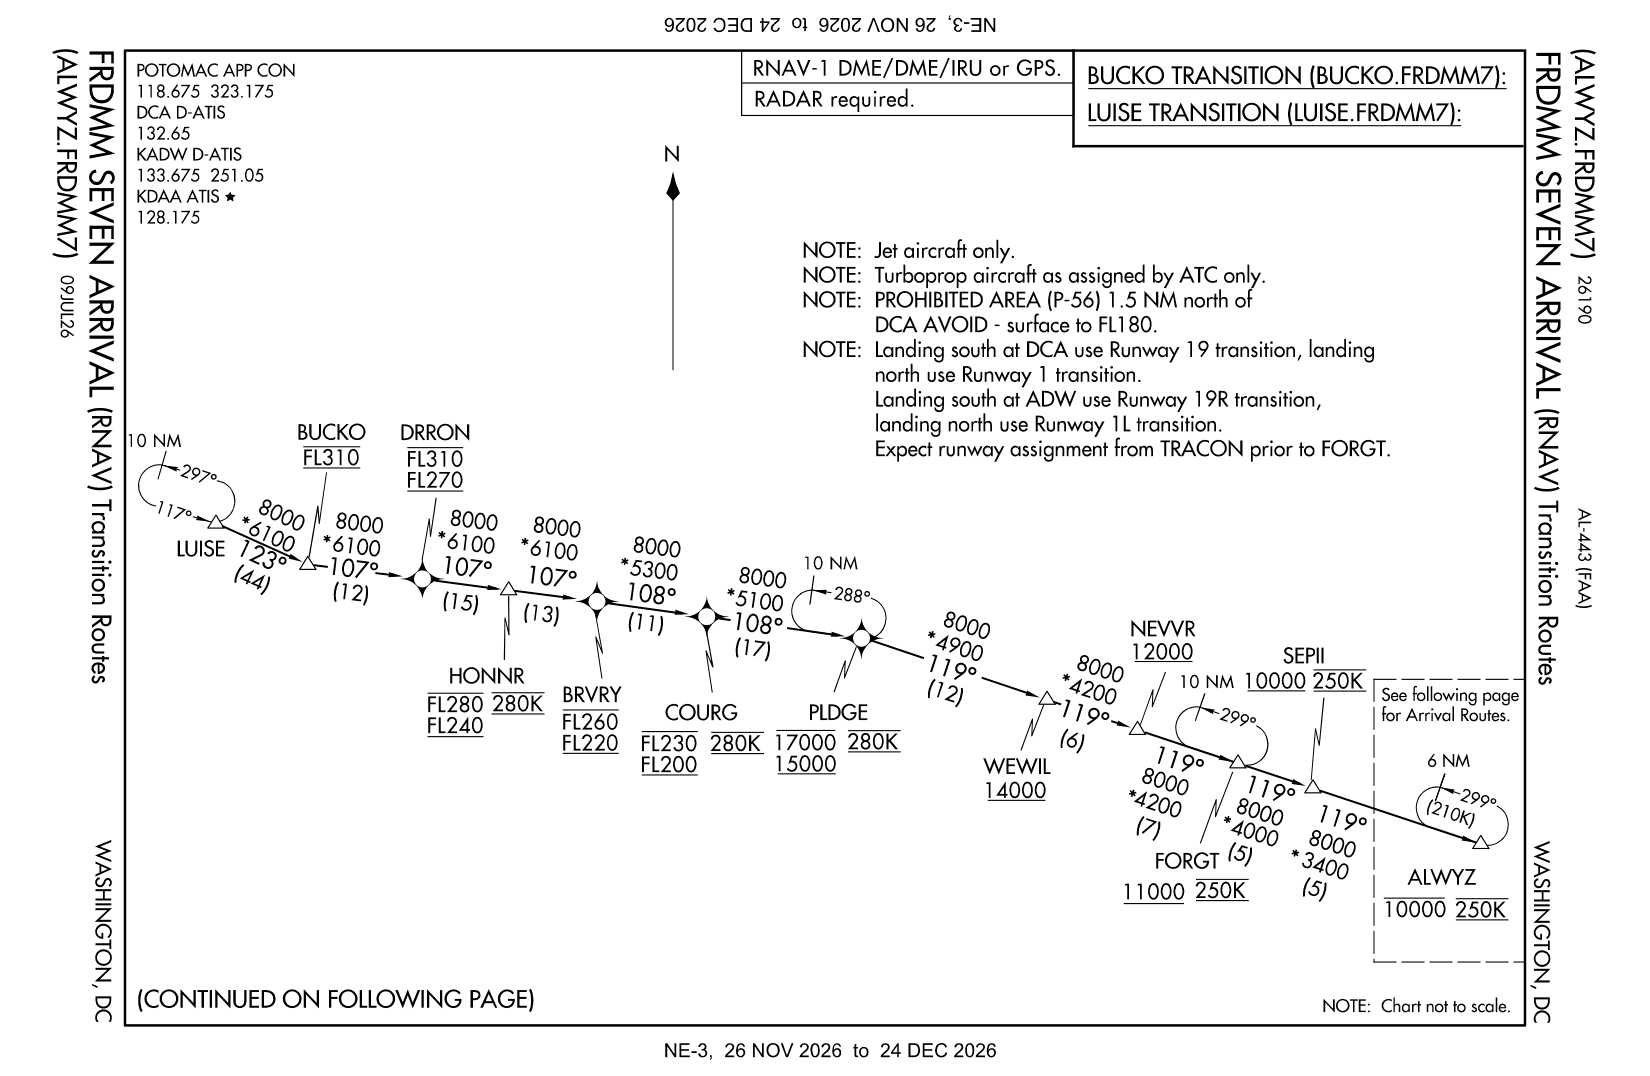 NE-3, 26 NOV 2026 to 24 DEC 2026
FRDMM SEVEN ARRIVAL (RNAV) Transition Routes
(ALWYZ.FRDMM7) 09JUL26
WASHINGTON, DC
POTOMAC APP CON
118.675 323.175
DCA D-ATIS
132.65
KADW D-ATIS
133.675 251.05
KDAA ATIS ★
128.175
RNAV-1 DME/DME/IRU or GPS.
RADAR required.
BUCKO TRANSITION (BUCKO.FRDMM7):
LUISE TRANSITION (LUISE.FRDMM7):
(ALWYZ.FRDMM7) 26190
AL-443 (FAA)
FRDMM SEVEN ARRIVAL (RNAV) Transition Routes
WASHINGTON, DC
N
NOTE: Jet aircraft only.
NOTE: Turboprop aircraft as assigned by ATC only.
NOTE: PROHIBITED AREA (P-56) 1.5 NM north of
DCA AVOID - surface to FL180.
NOTE: Landing south at DCA use Runway 19 transition, landing
north use Runway 1 transition.
Landing south at ADW use Runway 19R transition,
landing north use Runway 1L transition.
Expect runway assignment from TRACON prior to FORGT.
10 NM
297°
117°
LUISE
8000
*6100
123°
(44)
BUCKO
FL310
8000
*6100
107°
(12)
DRRON
FL310
FL270
8000
*6100
107°
(15)
HONNR
FL280 280K
FL240
8000
*6100
107°
(13)
BRVRY
FL260
FL220
8000
*5300
108°
(11)
COURG
FL230 280K
FL200
8000
*5100
108°
(17)
10 NM
288°
PLDGE
17000 280K
15000
8000
*4900
119°
(12)
WEWIL
14000
8000
*4200
119°
(6)
NEVVR
12000
119°
8000
*4200
(7)
10 NM
299°
FORGT
11000 250K
119°
8000
*4000
(5)
SEPII
10000 250K
119°
8000
*3400
(5)
See following page
for Arrival Routes.
6 NM
299°
(210K)
ALWYZ
10000 250K
(CONTINUED ON FOLLOWING PAGE)
NOTE: Chart not to scale.
NE-3, 26 NOV 2026 to 24 DEC 2026